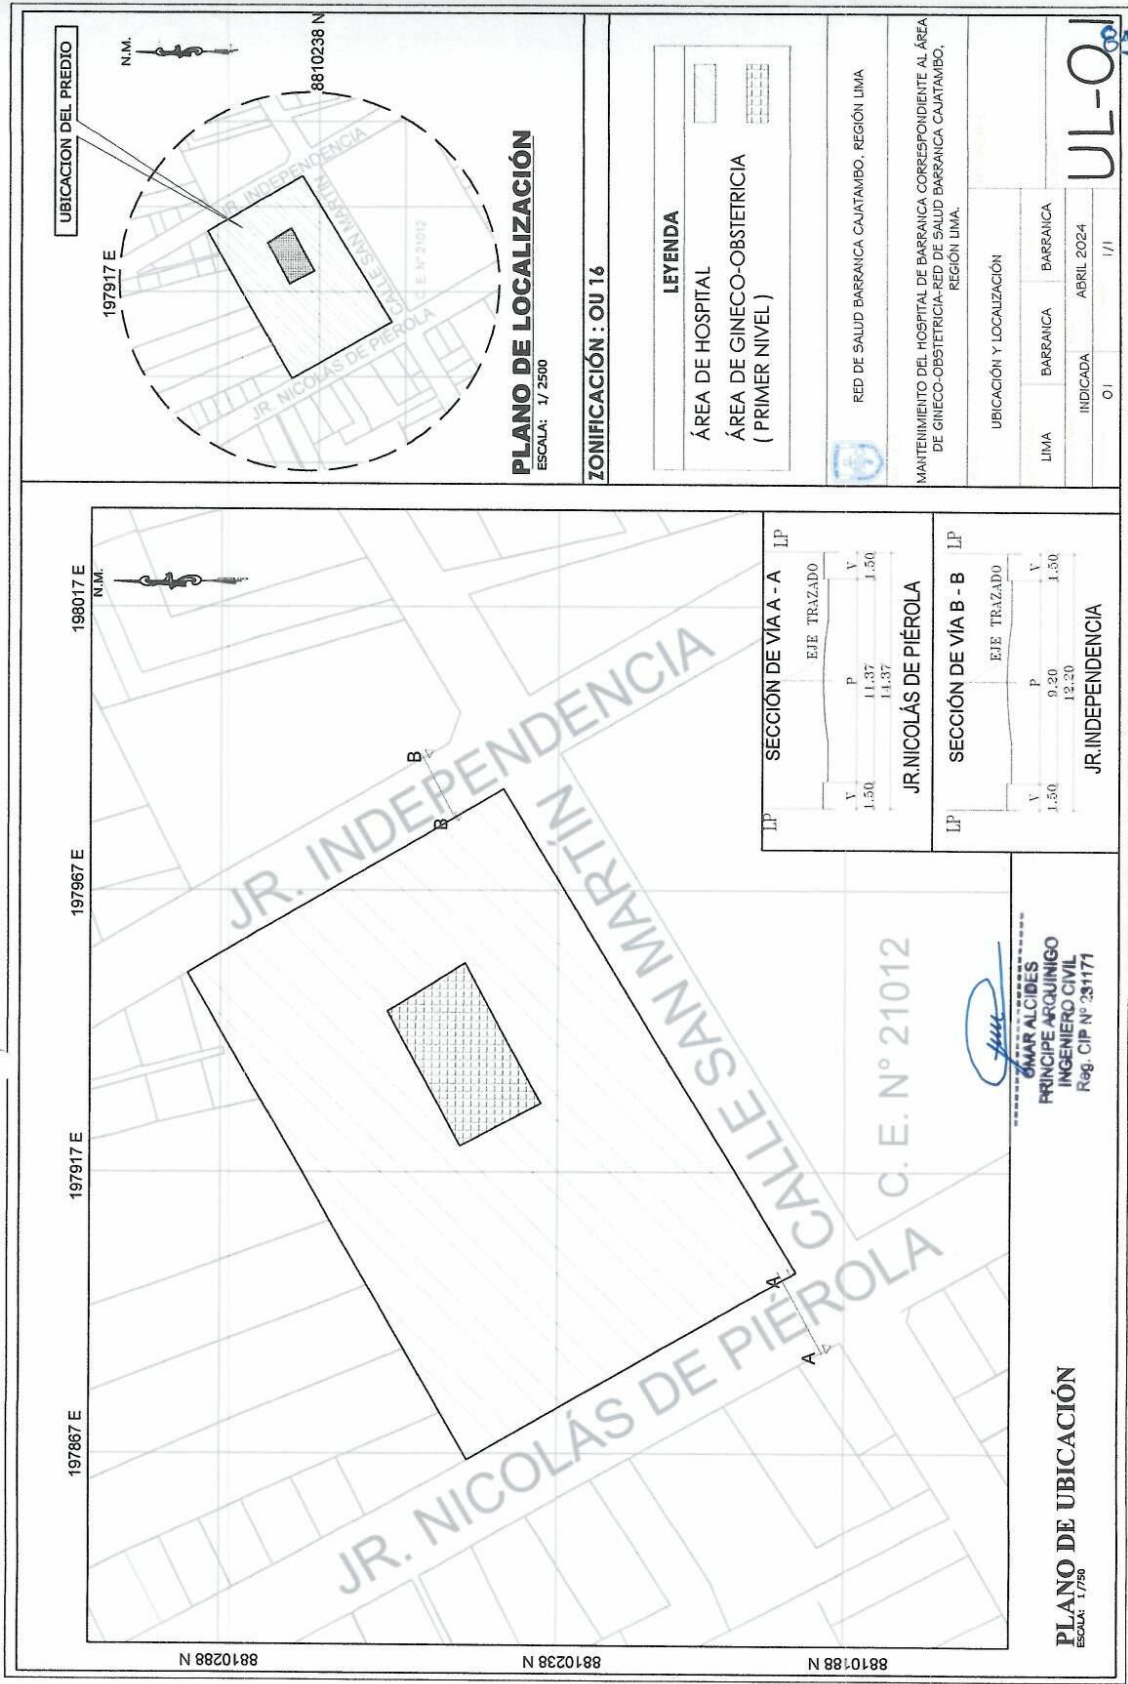 197867 E
197917 E
197967 E
198017 E
8810288 N
8810238 N
8810188 N
N.M.
JR. INDEPENDENCIA
JR. NICOLÁS DE PIÉROLA
CALLE SAN MARTÍN
C. E. N° 21012
B
B
A
A
PLANO DE UBICACIÓN
ESCALA: 1/750
OMAR ALCIDES
PRINCIPE ARQUINIGO
INGENIERO CIVIL
Reg. CIP N° 231171
SECCIÓN DE VÍA A - A
LP
LP
EJE TRAZADO
V
P
V
1.50
11.37
1.50
14.37
JR.NICOLÁS DE PIÉROLA
SECCIÓN DE VÍA B - B
LP
LP
EJE TRAZADO
V
P
V
1.50
9.20
1.50
12.20
JR.INDEPENDENCIA
UBICACION DEL PREDIO
N.M.
197917 E
8810238 N
JR. INDEPENDENCIA
CALLE SAN MARTÍN
C. E. N° 21012
JR. NICOLÁS DE PIÉROLA
PLANO DE LOCALIZACIÓN
ESCALA: 1/ 2500
ZONIFICACIÓN : OU 16
LEYENDA
ÁREA DE HOSPITAL
ÁREA DE GINECO-OBSTETRICIA
( PRIMER NIVEL )
RED DE SALUD BARRANCA CAJATAMBO, REGIÓN LIMA
MANTENIMIENTO DEL HOSPITAL DE BARRANCA CORRESPONDIENTE AL ÁREA
DE GINECO-OBSTETRICIA-RED DE SALUD BARRANCA CAJATAMBO,
REGIÓN LIMA.
UBICACIÓN Y LOCALIZACIÓN
LIMA
BARRANCA
BARRANCA
INDICADA
ABRIL 2024
01
1/1
UL-01